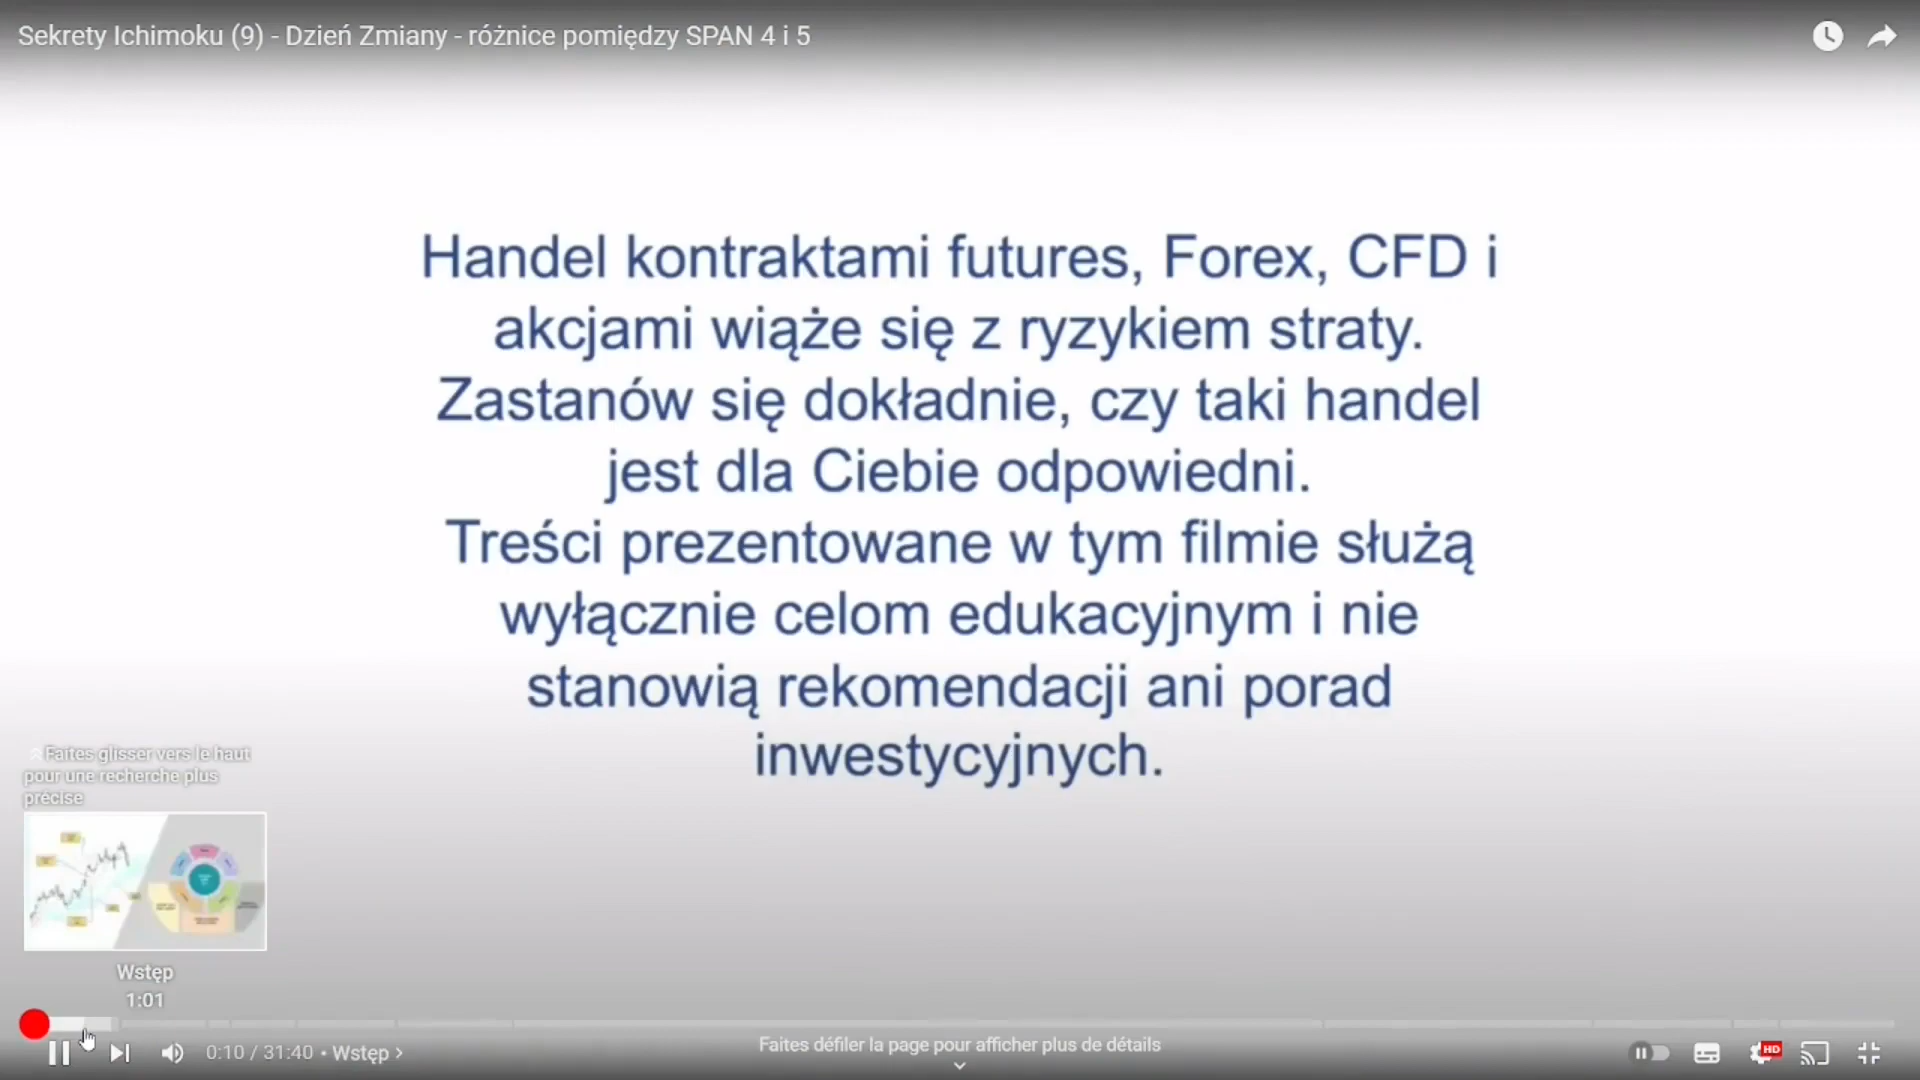 Sekrety Ichimoku (9) - Dzień Zmiany - różnice pomiędzy SPAN 4 i 5
Handel kontraktami futures, Forex, CFD i
akcjami wiąże się z ryzykiem straty.
Zastanów się dokładnie, czy taki handel
jest dla Ciebie odpowiedni.
Treści prezentowane w tym filmie służą
wyłącznie celom edukacyjnym i nie
stanowią rekomendacji ani porad
inwestycyjnych.
Faites glisser vers le haut
pour une recherche plus
précise
Wstęp
1:01
0:10 / 31:40 • Wstęp
Faites défiler la page pour afficher plus de détails
HD